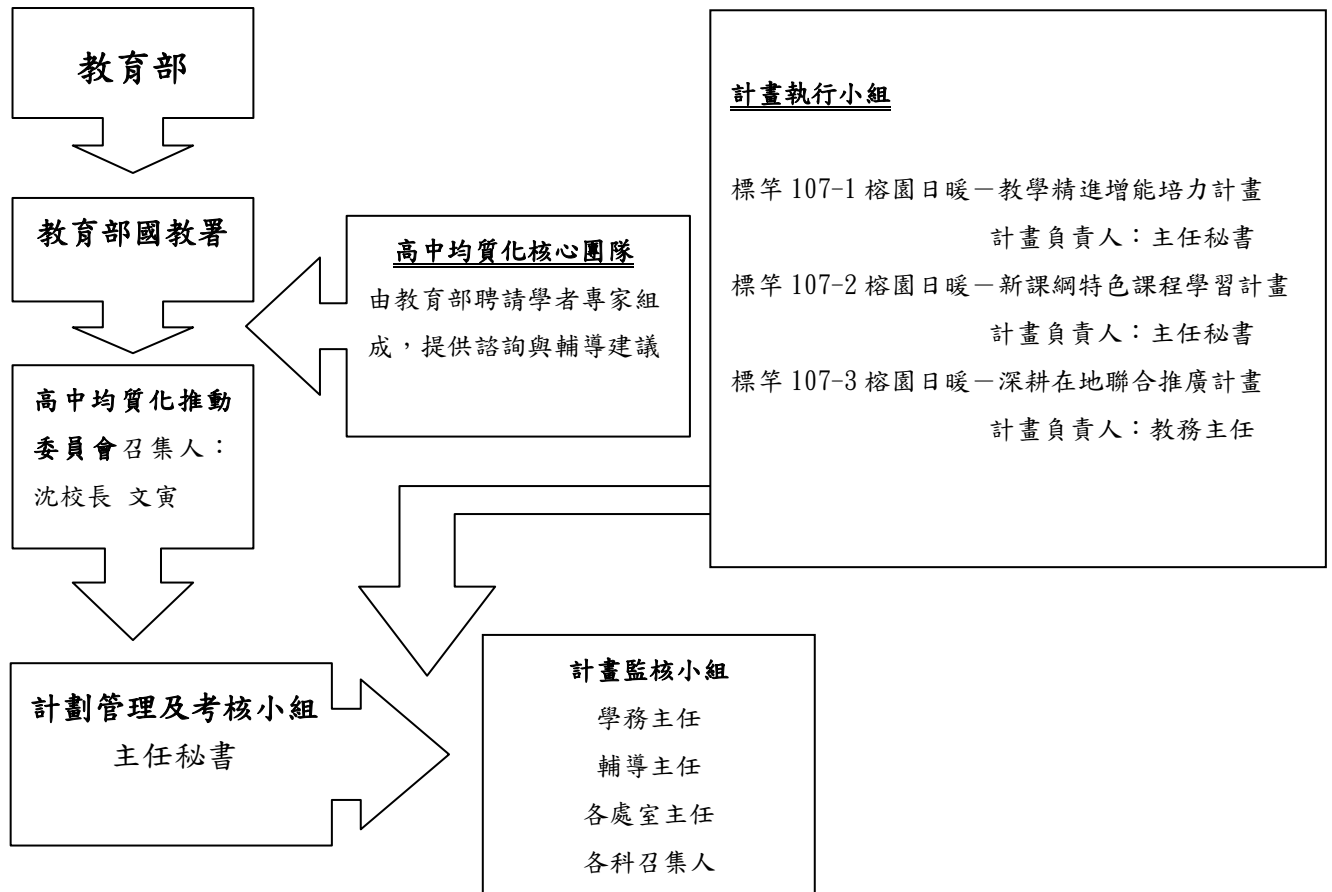 教育部
教育部國教署
高中均質化核心團隊
由教育部聘請學者專家組
成，提供諮詢與輔導建議
高中均質化推動
委員會召集人：
沈校長 文寅
計畫執行小組
標竿 107-1 榕園日暖－教學精進增能培力計畫
計畫負責人：主任秘書
標竿 107-2 榕園日暖－新課綱特色課程學習計畫
計畫負責人：主任秘書
標竿 107-3 榕園日暖－深耕在地聯合推廣計畫
計畫負責人：教務主任
計劃管理及考核小組
主任秘書
計畫監核小組
學務主任
輔導主任
各處室主任
各科召集人